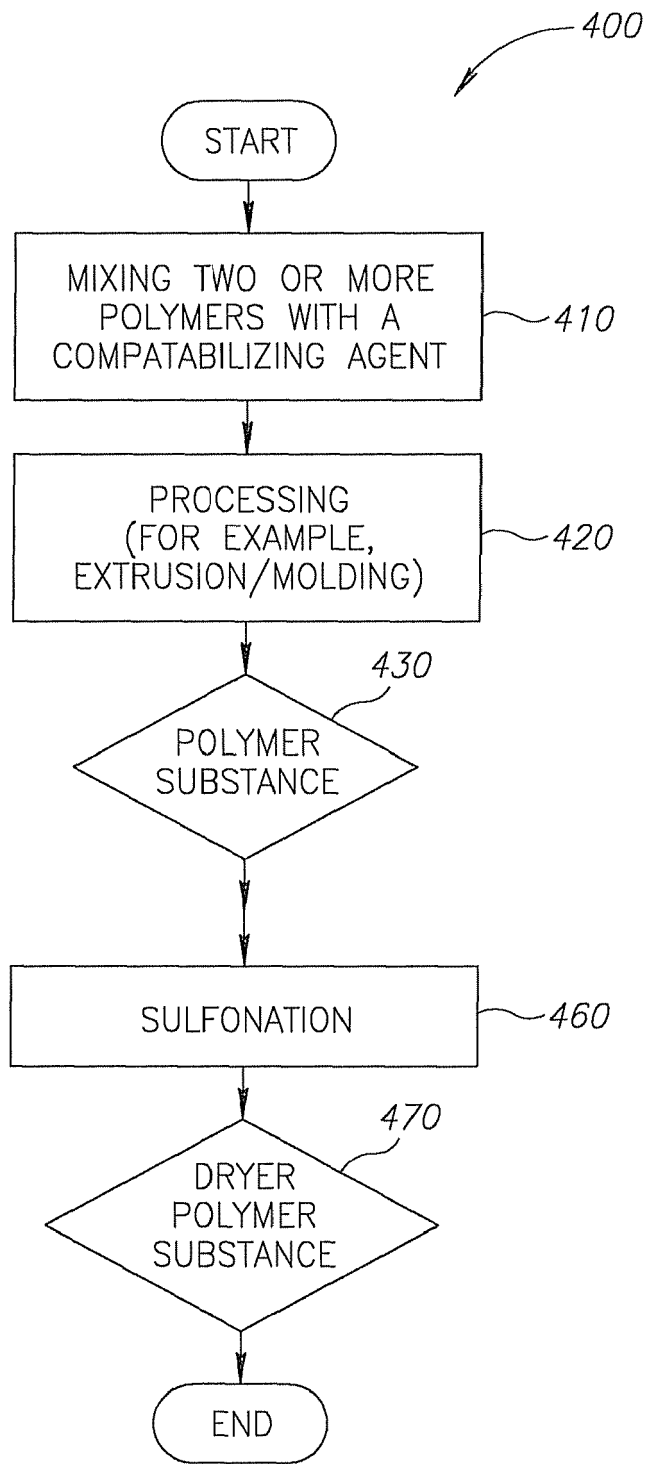 400
START
MIXING TWO OR MORE
POLYMERS WITH A
COMPATABILIZING AGENT
410
PROCESSING
(FOR EXAMPLE,
EXTRUSION/MOLDING)
420
430
POLYMER
SUBSTANCE
SULFONATION
460
470
DRYER
POLYMER
SUBSTANCE
END